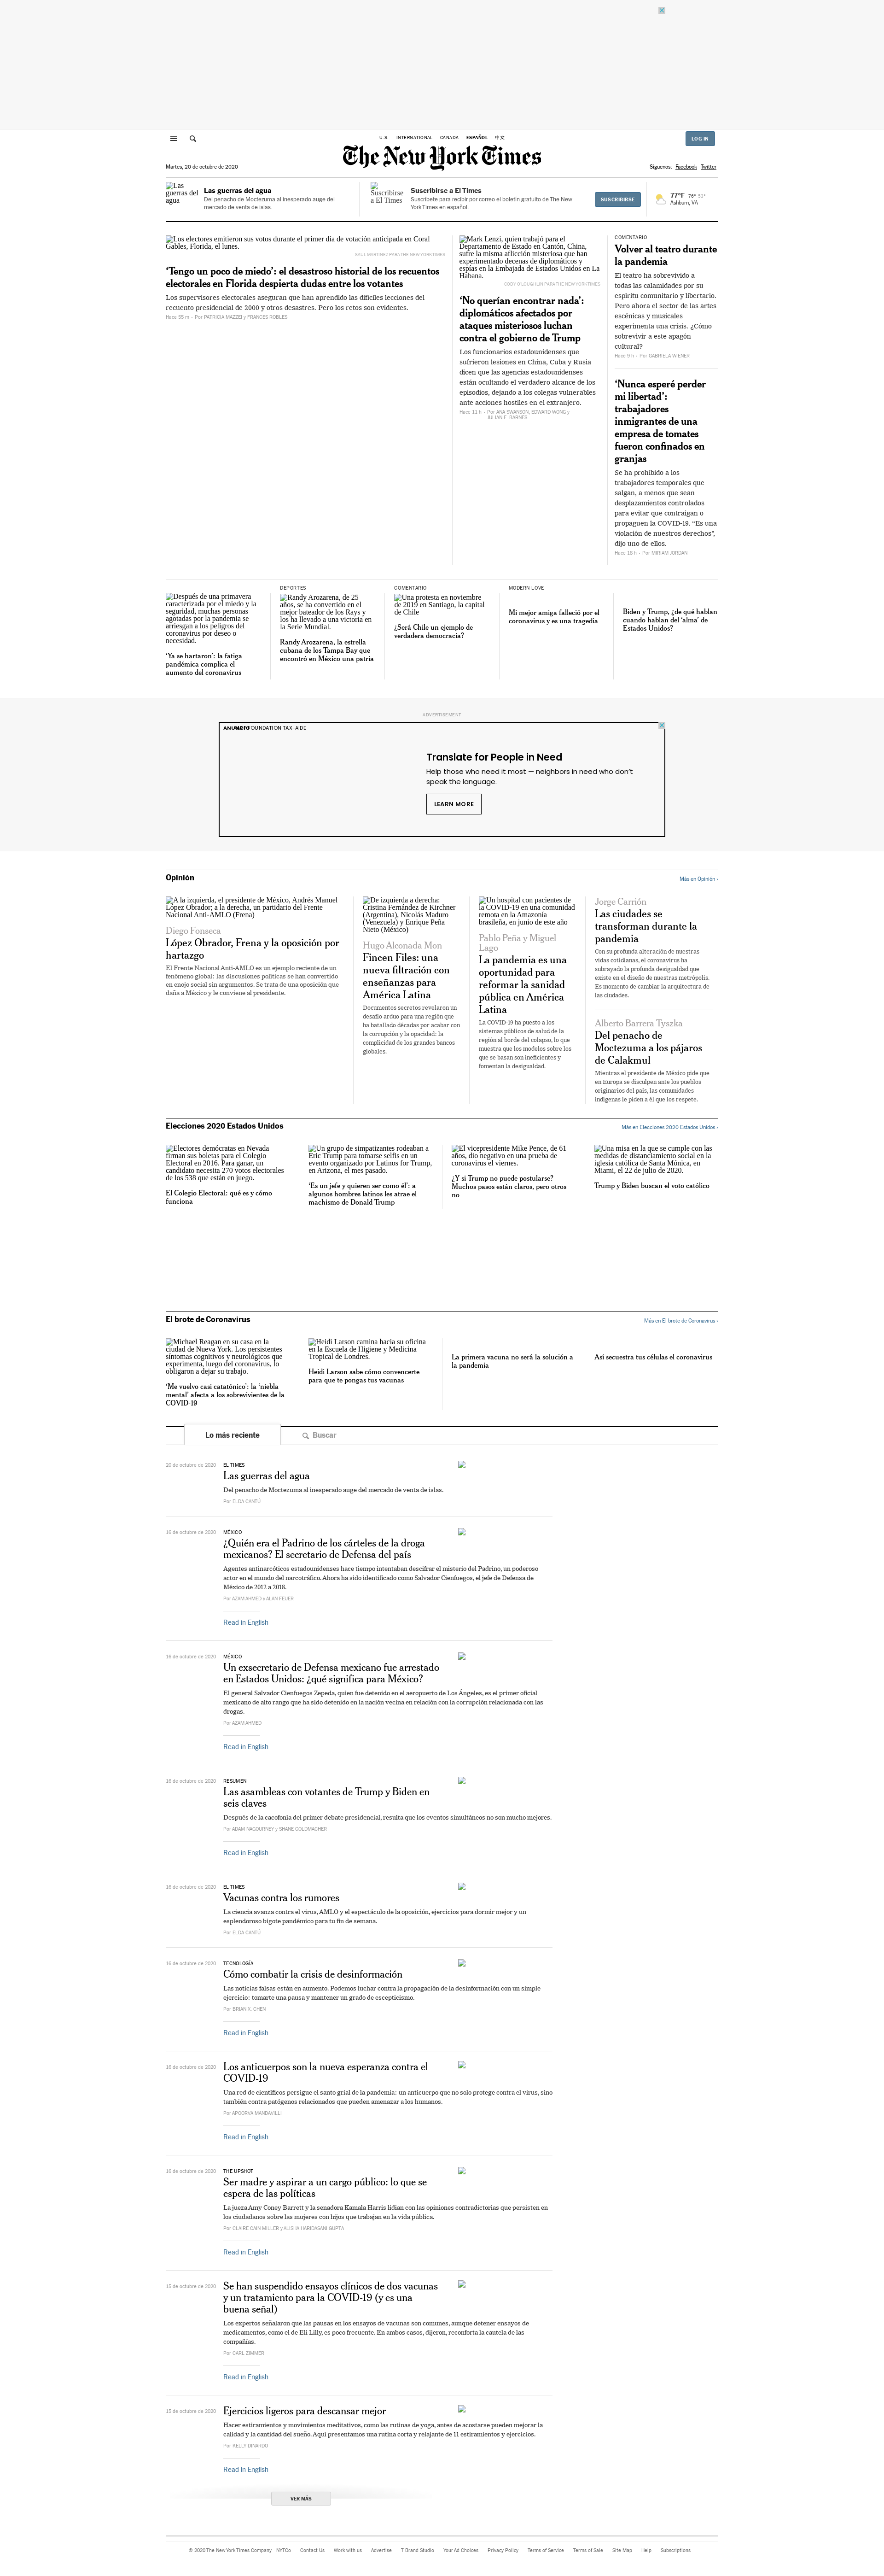 U.S. INTERNATIONAL CANADA ESPAÑOL 中文
LOG IN
The New York Times
Martes, 20 de octubre de 2020
Síguenos: Facebook Twitter
Las guerras del agua
Las guerras del agua
Del penacho de Moctezuma al inesperado auge del
mercado de venta de islas.
Suscribirse a El Times
Suscribirse a El Times
Suscríbete para recibir por correo el boletín gratuito de The New
York Times en español.
SUSCRIBIRSE
77°F 76° 53°
Ashburn, VA
Los electores emitieron sus votos durante el primer día de votación anticipada en Coral
Gables, Florida, el lunes.
SAUL MARTINEZ PARA THE NEW YORK TIMES
‘Tengo un poco de miedo’: el desastroso historial de los recuentos
electorales en Florida despierta dudas entre los votantes
Los supervisores electorales aseguran que han aprendido las difíciles lecciones del
recuento presidencial de 2000 y otros desastres. Pero los retos son evidentes.
Por PATRICIA MAZZEI y FRANCES ROBLES
Mark Lenzi, quien trabajó para el
Departamento de Estado en Cantón, China,
sufre la misma aflicción misteriosa que han
experimentado decenas de diplomáticos y
espías en la Embajada de Estados Unidos en La
Habana.
CODY O’LOUGHLIN PARA THE NEW YORK TIMES
‘No querían encontrar nada’:
diplomáticos afectados por
ataques misteriosos luchan
contra el gobierno de Trump
Los funcionarios estadounidenses que
sufrieron lesiones en China, Cuba y Rusia
dicen que las agencias estadounidenses
están ocultando el verdadero alcance de los
episodios, dejando a los colegas vulnerables
ante acciones hostiles en el extranjero.
Hace 11 h • Por ANA SWANSON, EDWARD WONG y
JULIAN E. BARNES
COMENTARIO
Volver al teatro durante
la pandemia
El teatro ha sobrevivido a
todas las calamidades por su
espíritu comunitario y libertario.
Pero ahora el sector de las artes
escénicas y musicales
experimenta una crisis. ¿Cómo
sobrevivir a este apagón
cultural?
Por GABRIELA WIENER
‘Nunca esperé perder
mi libertad’:
trabajadores
inmigrantes de una
empresa de tomates
fueron confinados en
granjas
Se ha prohibido a los
trabajadores temporales que
salgan, a menos que sean
desplazamientos controlados
para evitar que contraigan o
propaguen la COVID-19. “Es una
violación de nuestros derechos”,
dijo uno de ellos.
Hace 18 h • Por MIRIAM JORDAN
Después de una primavera
caracterizada por el miedo y la
seguridad, muchas personas
agotadas por la pandemia se
arriesgan a los peligros del
coronavirus por deseo o
necesidad.
‘Ya se hartaron’: la fatiga
pandémica complica el
aumento del coronavirus
DEPORTES
Randy Arozarena, de 25
años, se ha convertido en el
mejor bateador de los Rays y
los ha llevado a una victoria en
la Serie Mundial.
Randy Arozarena, la estrella
cubana de los Tampa Bay que
encontró en México una patria
COMENTARIO
Una protesta en noviembre
de 2019 en Santiago, la capital
de Chile
¿Será Chile un ejemplo de
verdadera democracia?
MODERN LOVE
Mi mejor amiga falleció por el
coronavirus y es una tragedia
Biden y Trump, ¿de qué hablan
cuando hablan del ‘alma’ de
Estados Unidos?
ADVERTISEMENT
FOUNDATION TAX-AIDE
Translate for People in Need
Help those who need it most — neighbors in need who don’t
speak the language.
LEARN MORE
Opinión
Más en Opinión ›
A la izquierda, el presidente de México, Andrés Manuel
López Obrador; a la derecha, un partidario del Frente
Nacional Anti-AMLO (Frena)
Diego Fonseca
López Obrador, Frena y la oposición por
hartazgo
El Frente Nacional Anti-AMLO es un ejemplo reciente de un
fenómeno global: las discusiones políticas se han convertido
en enojo social sin argumentos. Se trata de una oposición que
daña a México y le conviene al presidente.
De izquierda a derecha:
Cristina Fernández de Kirchner
(Argentina), Nicolás Maduro
(Venezuela) y Enrique Peña
Nieto (México)
Hugo Alconada Mon
Fincen Files: una
nueva filtración con
enseñanzas para
América Latina
Documentos secretos revelaron un
desafío arduo para una región que
ha batallado décadas por acabar con
la corrupción y la opacidad: la
complicidad de los grandes bancos
globales.
Un hospital con pacientes de
la COVID-19 en una comunidad
remota en la Amazonía
brasileña, en junio de este año
Pablo Peña y Miguel
Lago
La pandemia es una
oportunidad para
reformar la sanidad
pública en América
Latina
La COVID-19 ha puesto a los
sistemas públicos de salud de la
región al borde del colapso, lo que
muestra que los modelos sobre los
que se basan son ineficientes y
fomentan la desigualdad.
Jorge Carrión
Las ciudades se
transforman durante la
pandemia
Con su profunda alteración de nuestras
vidas cotidianas, el coronavirus ha
subrayado la profunda desigualdad que
existe en el diseño de nuestras metrópolis.
Es momento de cambiar la arquitectura de
las ciudades.
Alberto Barrera Tyszka
Del penacho de
Moctezuma a los pájaros
de Calakmul
Mientras el presidente de México pide que
en Europa se disculpen ante los pueblos
originarios del país, las comunidades
indígenas le piden a él que los respete.
Elecciones 2020 Estados Unidos
Más en Elecciones 2020 Estados Unidos ›
Electores demócratas en Nevada
firman sus boletas para el Colegio
Electoral en 2016. Para ganar, un
candidato necesita 270 votos electorales
de los 538 que están en juego.
El Colegio Electoral: qué es y cómo
funciona
Un grupo de simpatizantes rodeaban a
Eric Trump para tomarse selfis en un
evento organizado por Latinos for Trump,
en Arizona, el mes pasado.
‘Es un jefe y quieren ser como él’: a
algunos hombres latinos les atrae el
machismo de Donald Trump
El vicepresidente Mike Pence, de 61
años, dio negativo en una prueba de
coronavirus el viernes.
¿Y si Trump no puede postularse?
Muchos pasos están claros, pero otros
no
Una misa en la que se cumple con las
medidas de distanciamiento social en la
iglesia católica de Santa Mónica, en
Miami, el 22 de julio de 2020.
Trump y Biden buscan el voto católico
El brote de Coronavirus
Más en El brote de Coronavirus ›
Michael Reagan en su casa en la
ciudad de Nueva York. Los persistentes
síntomas cognitivos y neurológicos que
experimenta, luego del coronavirus, lo
obligaron a dejar su trabajo.
‘Me vuelvo casi catatónico’: la ‘niebla
mental’ afecta a los sobrevivientes de la
COVID-19
Heidi Larson camina hacia su oficina
en la Escuela de Higiene y Medicina
Tropical de Londres.
Heidi Larson sabe cómo convencerte
para que te pongas tus vacunas
La primera vacuna no será la solución a
la pandemia
Así secuestra tus células el coronavirus
Lo más reciente
Buscar
20 de octubre de 2020
EL TIMES
Las guerras del agua
Del penacho de Moctezuma al inesperado auge del mercado de venta de islas.
Por ELDA CANTÚ
16 de octubre de 2020
MÉXICO
¿Quién era el Padrino de los cárteles de la droga
mexicanos? El secretario de Defensa del país
Agentes antinarcóticos estadounidenses hace tiempo intentaban descifrar el misterio del Padrino, un poderoso
actor en el mundo del narcotráfico. Ahora ha sido identificado como Salvador Cienfuegos, el jefe de Defensa de
México de 2012 a 2018.
Por AZAM AHMED y ALAN FEUER
Read in English
16 de octubre de 2020
MÉXICO
Un exsecretario de Defensa mexicano fue arrestado
en Estados Unidos: ¿qué significa para México?
El general Salvador Cienfuegos Zepeda, quien fue detenido en el aeropuerto de Los Ángeles, es el primer oficial
mexicano de alto rango que ha sido detenido en la nación vecina en relación con la corrupción relacionada con las
drogas.
Por AZAM AHMED
Read in English
16 de octubre de 2020
RESUMEN
Las asambleas con votantes de Trump y Biden en
seis claves
Después de la cacofonía del primer debate presidencial, resulta que los eventos simultáneos no son mucho mejores.
Por ADAM NAGOURNEY y SHANE GOLDMACHER
Read in English
16 de octubre de 2020
EL TIMES
Vacunas contra los rumores
La ciencia avanza contra el virus, AMLO y el espectáculo de la oposición, ejercicios para dormir mejor y un
esplendoroso bigote pandémico para tu fin de semana.
Por ELDA CANTÚ
16 de octubre de 2020
TECNOLOGÍA
Cómo combatir la crisis de desinformación
Las noticias falsas están en aumento. Podemos luchar contra la propagación de la desinformación con un simple
ejercicio: tomarte una pausa y mantener un grado de escepticismo.
Por BRIAN X. CHEN
Read in English
16 de octubre de 2020
Los anticuerpos son la nueva esperanza contra el
COVID-19
Una red de científicos persigue el santo grial de la pandemia: un anticuerpo que no solo protege contra el virus, sino
también contra patógenos relacionados que pueden amenazar a los humanos.
Por APOORVA MANDAVILLI
Read in English
16 de octubre de 2020
THE UPSHOT
Ser madre y aspirar a un cargo público: lo que se
espera de las políticas
La jueza Amy Coney Barrett y la senadora Kamala Harris lidian con las opiniones contradictorias que persisten en
los ciudadanos sobre las mujeres con hijos que trabajan en la vida pública.
Por CLAIRE CAIN MILLER y ALISHA HARIDASANI GUPTA
Read in English
15 de octubre de 2020
Se han suspendido ensayos clínicos de dos vacunas
y un tratamiento para la COVID-19 (y es una
buena señal)
Los expertos señalaron que las pausas en los ensayos de vacunas son comunes, aunque detener ensayos de
medicamentos, como el de Eli Lilly, es poco frecuente. En ambos casos, dijeron, reconforta la cautela de las
compañías.
Por CARL ZIMMER
Read in English
15 de octubre de 2020
Ejercicios ligeros para descansar mejor
Hacer estiramientos y movimientos meditativos, como las rutinas de yoga, antes de acostarse pueden mejorar la
calidad y la cantidad del sueño. Aquí presentamos una rutina corta y relajante de 11 estiramientos y ejercicios.
Por KELLY DINARDO
Read in English
VER MÁS
© 2020 The New York Times Company NYTCo Contact Us Work with us Advertise T Brand Studio Your Ad Choices Privacy Policy Terms of Service Terms of Sale Site Map Help Subscriptions